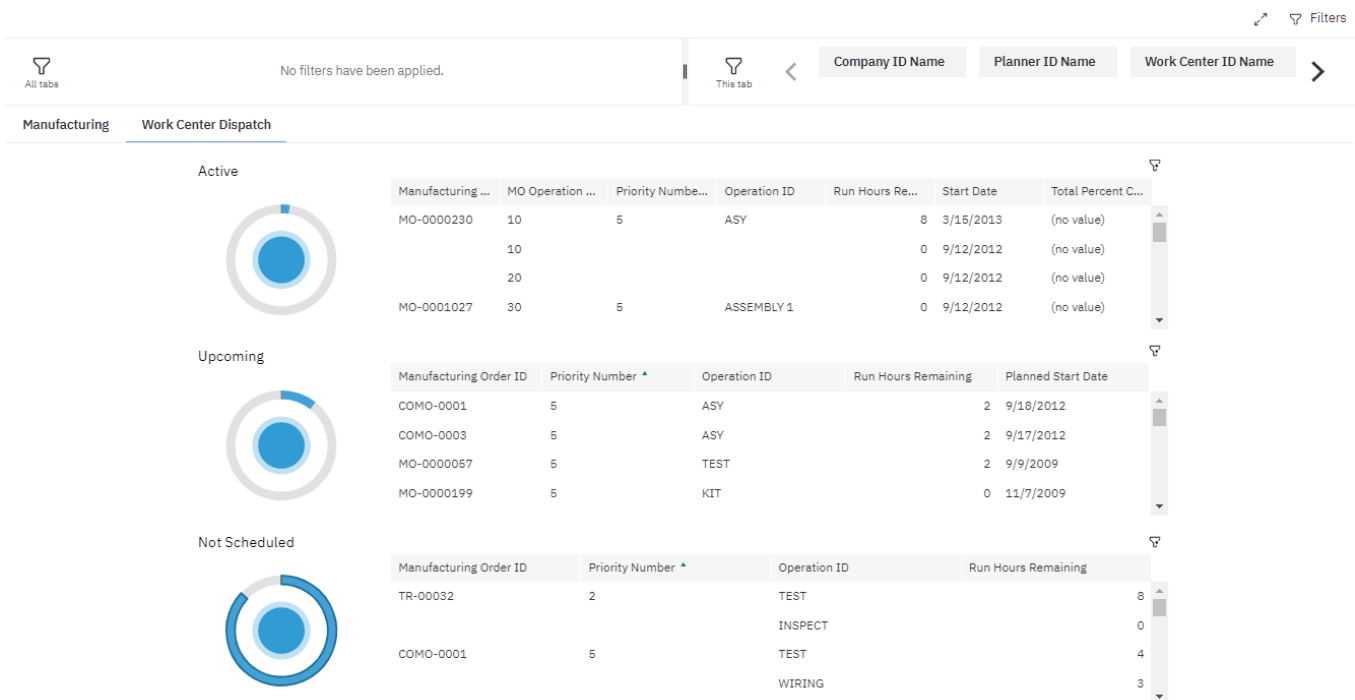 Filters
All tabs
No filters have been applied.
This tab
Company ID Name
Planner ID Name
Work Center ID Name
Manufacturing Work Center Dispatch
Active
Manufacturing ... MO Operation ... Priority Numbe... Operation ID Run Hours Re... Start Date Total Percent C...
MO-0000230 10 5 ASY 8 3/15/2013 (no value)
10 0 9/12/2012 (no value)
20 0 9/12/2012 (no value)
MO-0001027 30 5 ASSEMBLY 1 0 9/12/2012 (no value)
Upcoming
Manufacturing Order ID Priority Number Operation ID Run Hours Remaining Planned Start Date
COMO-0001 5 ASY 2 9/18/2012
COMO-0003 5 ASY 2 9/17/2012
MO-0000057 5 TEST 2 9/9/2009
MO-0000199 5 KIT 0 11/7/2009
Not Scheduled
Manufacturing Order ID Priority Number Operation ID Run Hours Remaining
TR-00032 2 TEST 8
INSPECT 0
COMO-0001 5 TEST 4
WIRING 3